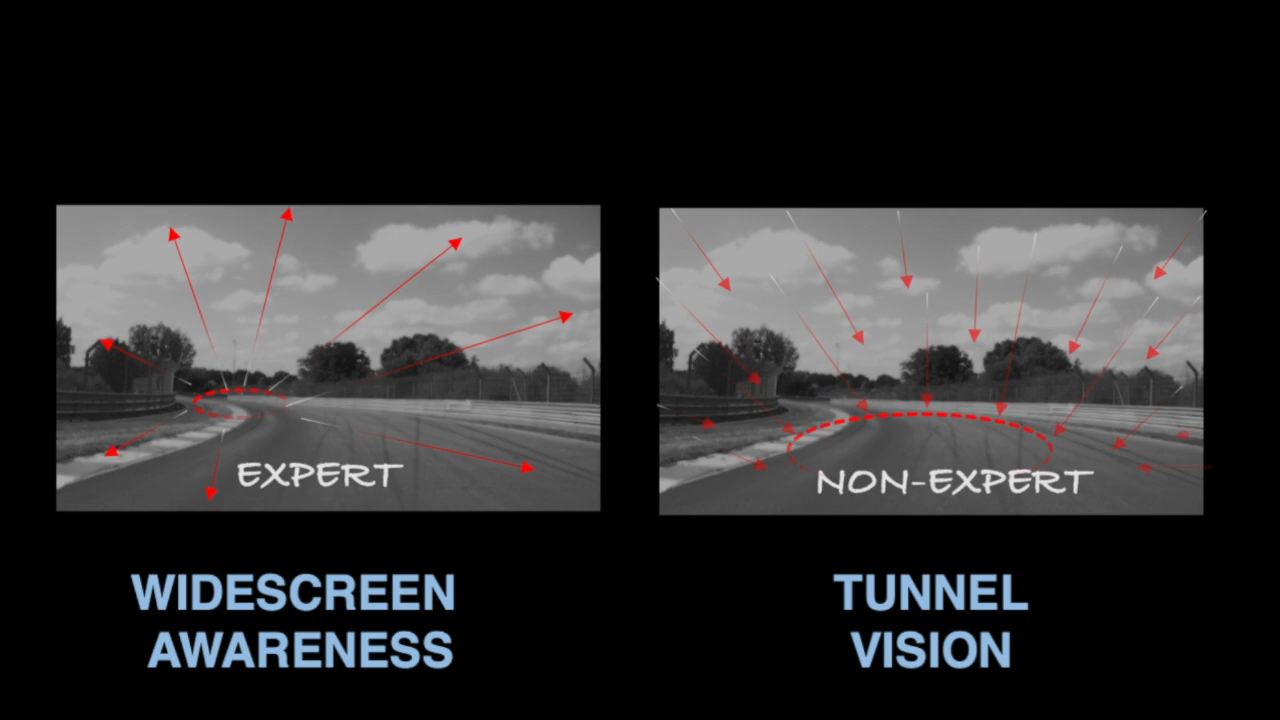 EXPERT
NON-EXPERT
WIDESCREEN
AWARENESS
TUNNEL
VISION